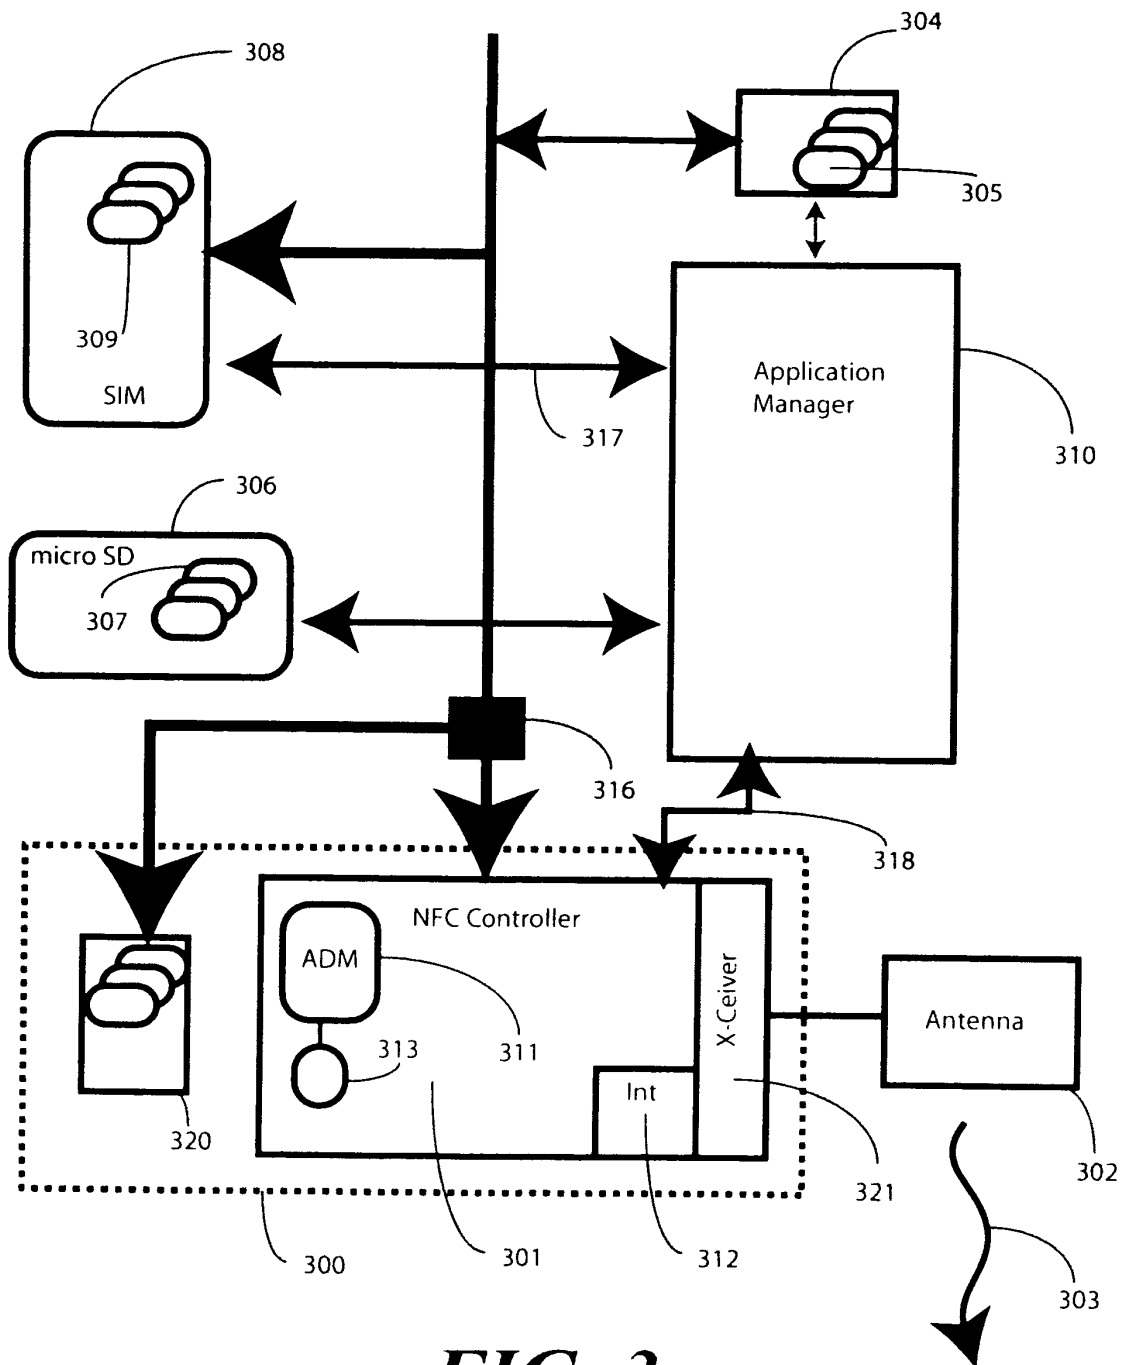 304
308
305
309
SIM
317
Application
Manager
310
306
micro SD
307
316
318
NFC Controller
ADM
X-Ceiver
Antenna
313
311
Int
320
302
321
301
312
300
303
FIG. 3